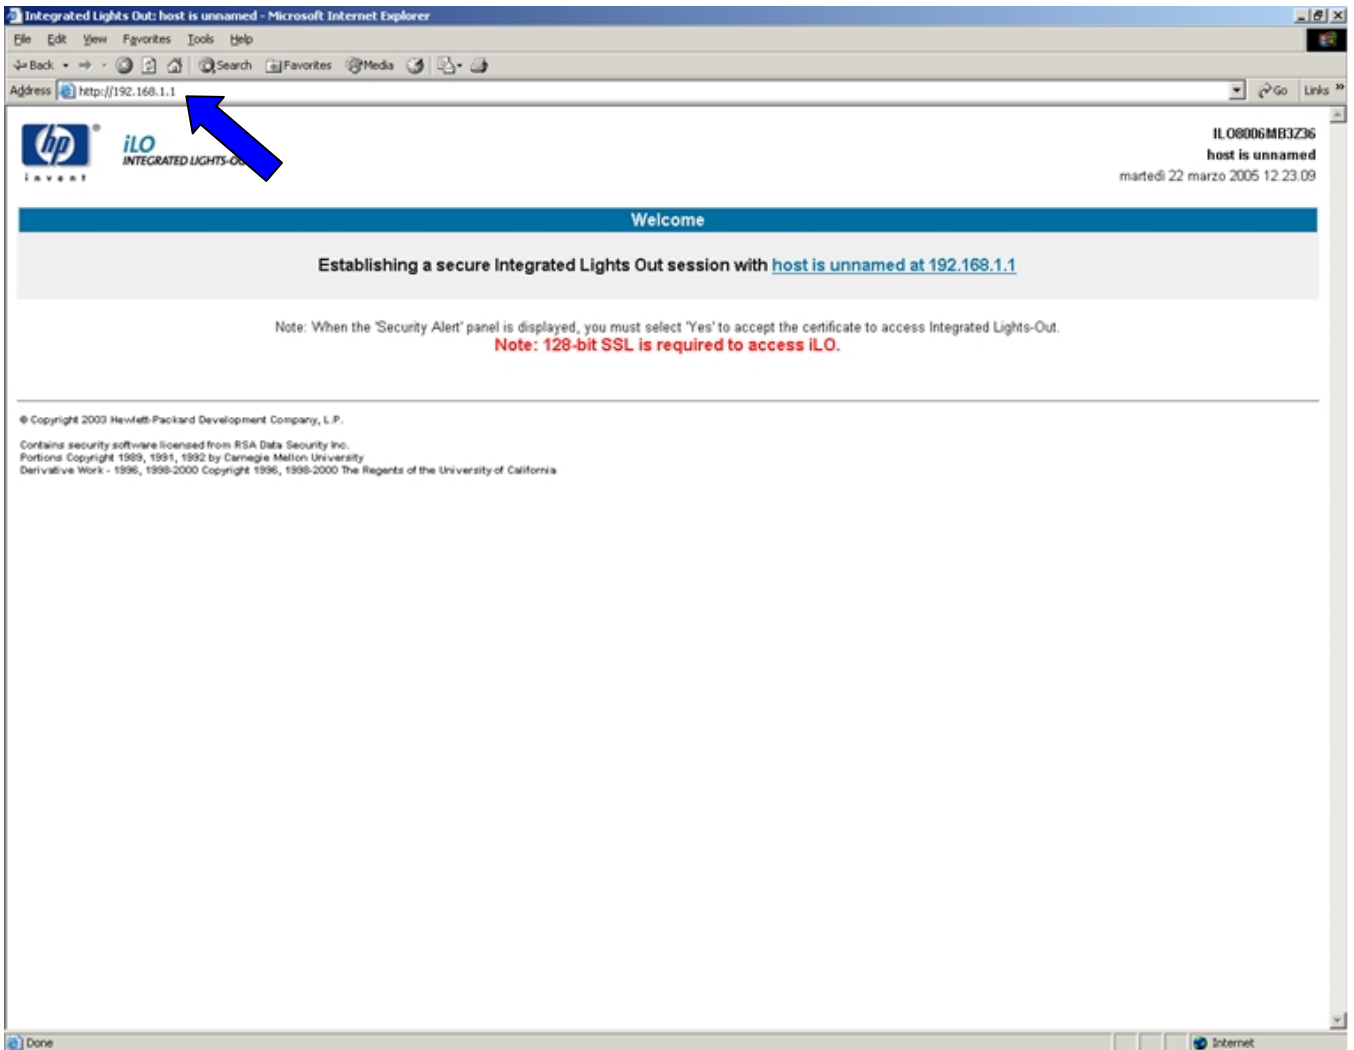 Integrated Lights Out: host is unnamed - Microsoft Internet Explorer
File Edit View Favorites Tools Help
Back Search Favorites Media
Address http://192.168.1.1 Go Links »
hp ®
invent
iLO
INTEGRATED LIGHTS-
ILO8006MB3Z36
host is unnamed
martedì 22 marzo 2005 12.23.09
Welcome
Establishing a secure Integrated Lights Out session with host is unnamed at 192.168.1.1
Note: When the 'Security Alert' panel is displayed, you must select 'Yes' to accept the certificate to access Integrated Lights-Out.
Note: 128-bit SSL is required to access iLO.
© Copyright 2003 Hewlett-Packard Development Company, L.P.
Contains security software licensed from RSA Data Security Inc.
Portions Copyright 1989, 1991, 1992 by Carnegie Mellon University
Derivative Work - 1996, 1998-2000 Copyright 1996, 1998-2000 The Regents of the University of California
Done Internet